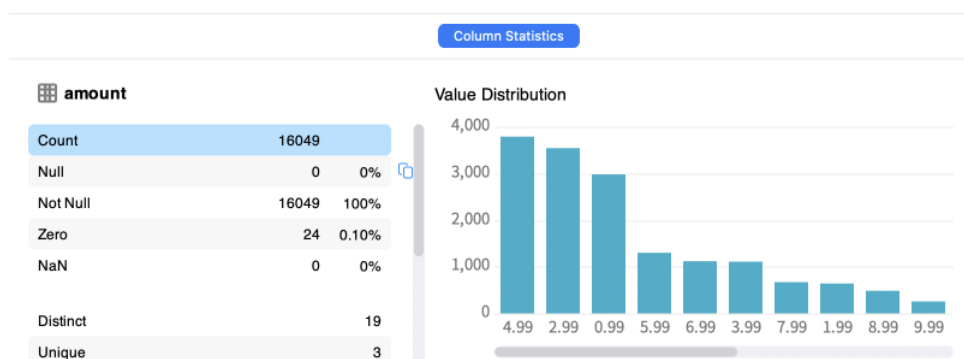 Column Statistics
amount
Count 16049
Null 0 0%
Not Null 16049 100%
Zero 24 0.10%
NaN 0 0%
Distinct 19
Unique 3
Value Distribution
4,000
3,000
2,000
1,000
0
4.99 2.99 0.99 5.99 6.99 3.99 7.99 1.99 8.99 9.99